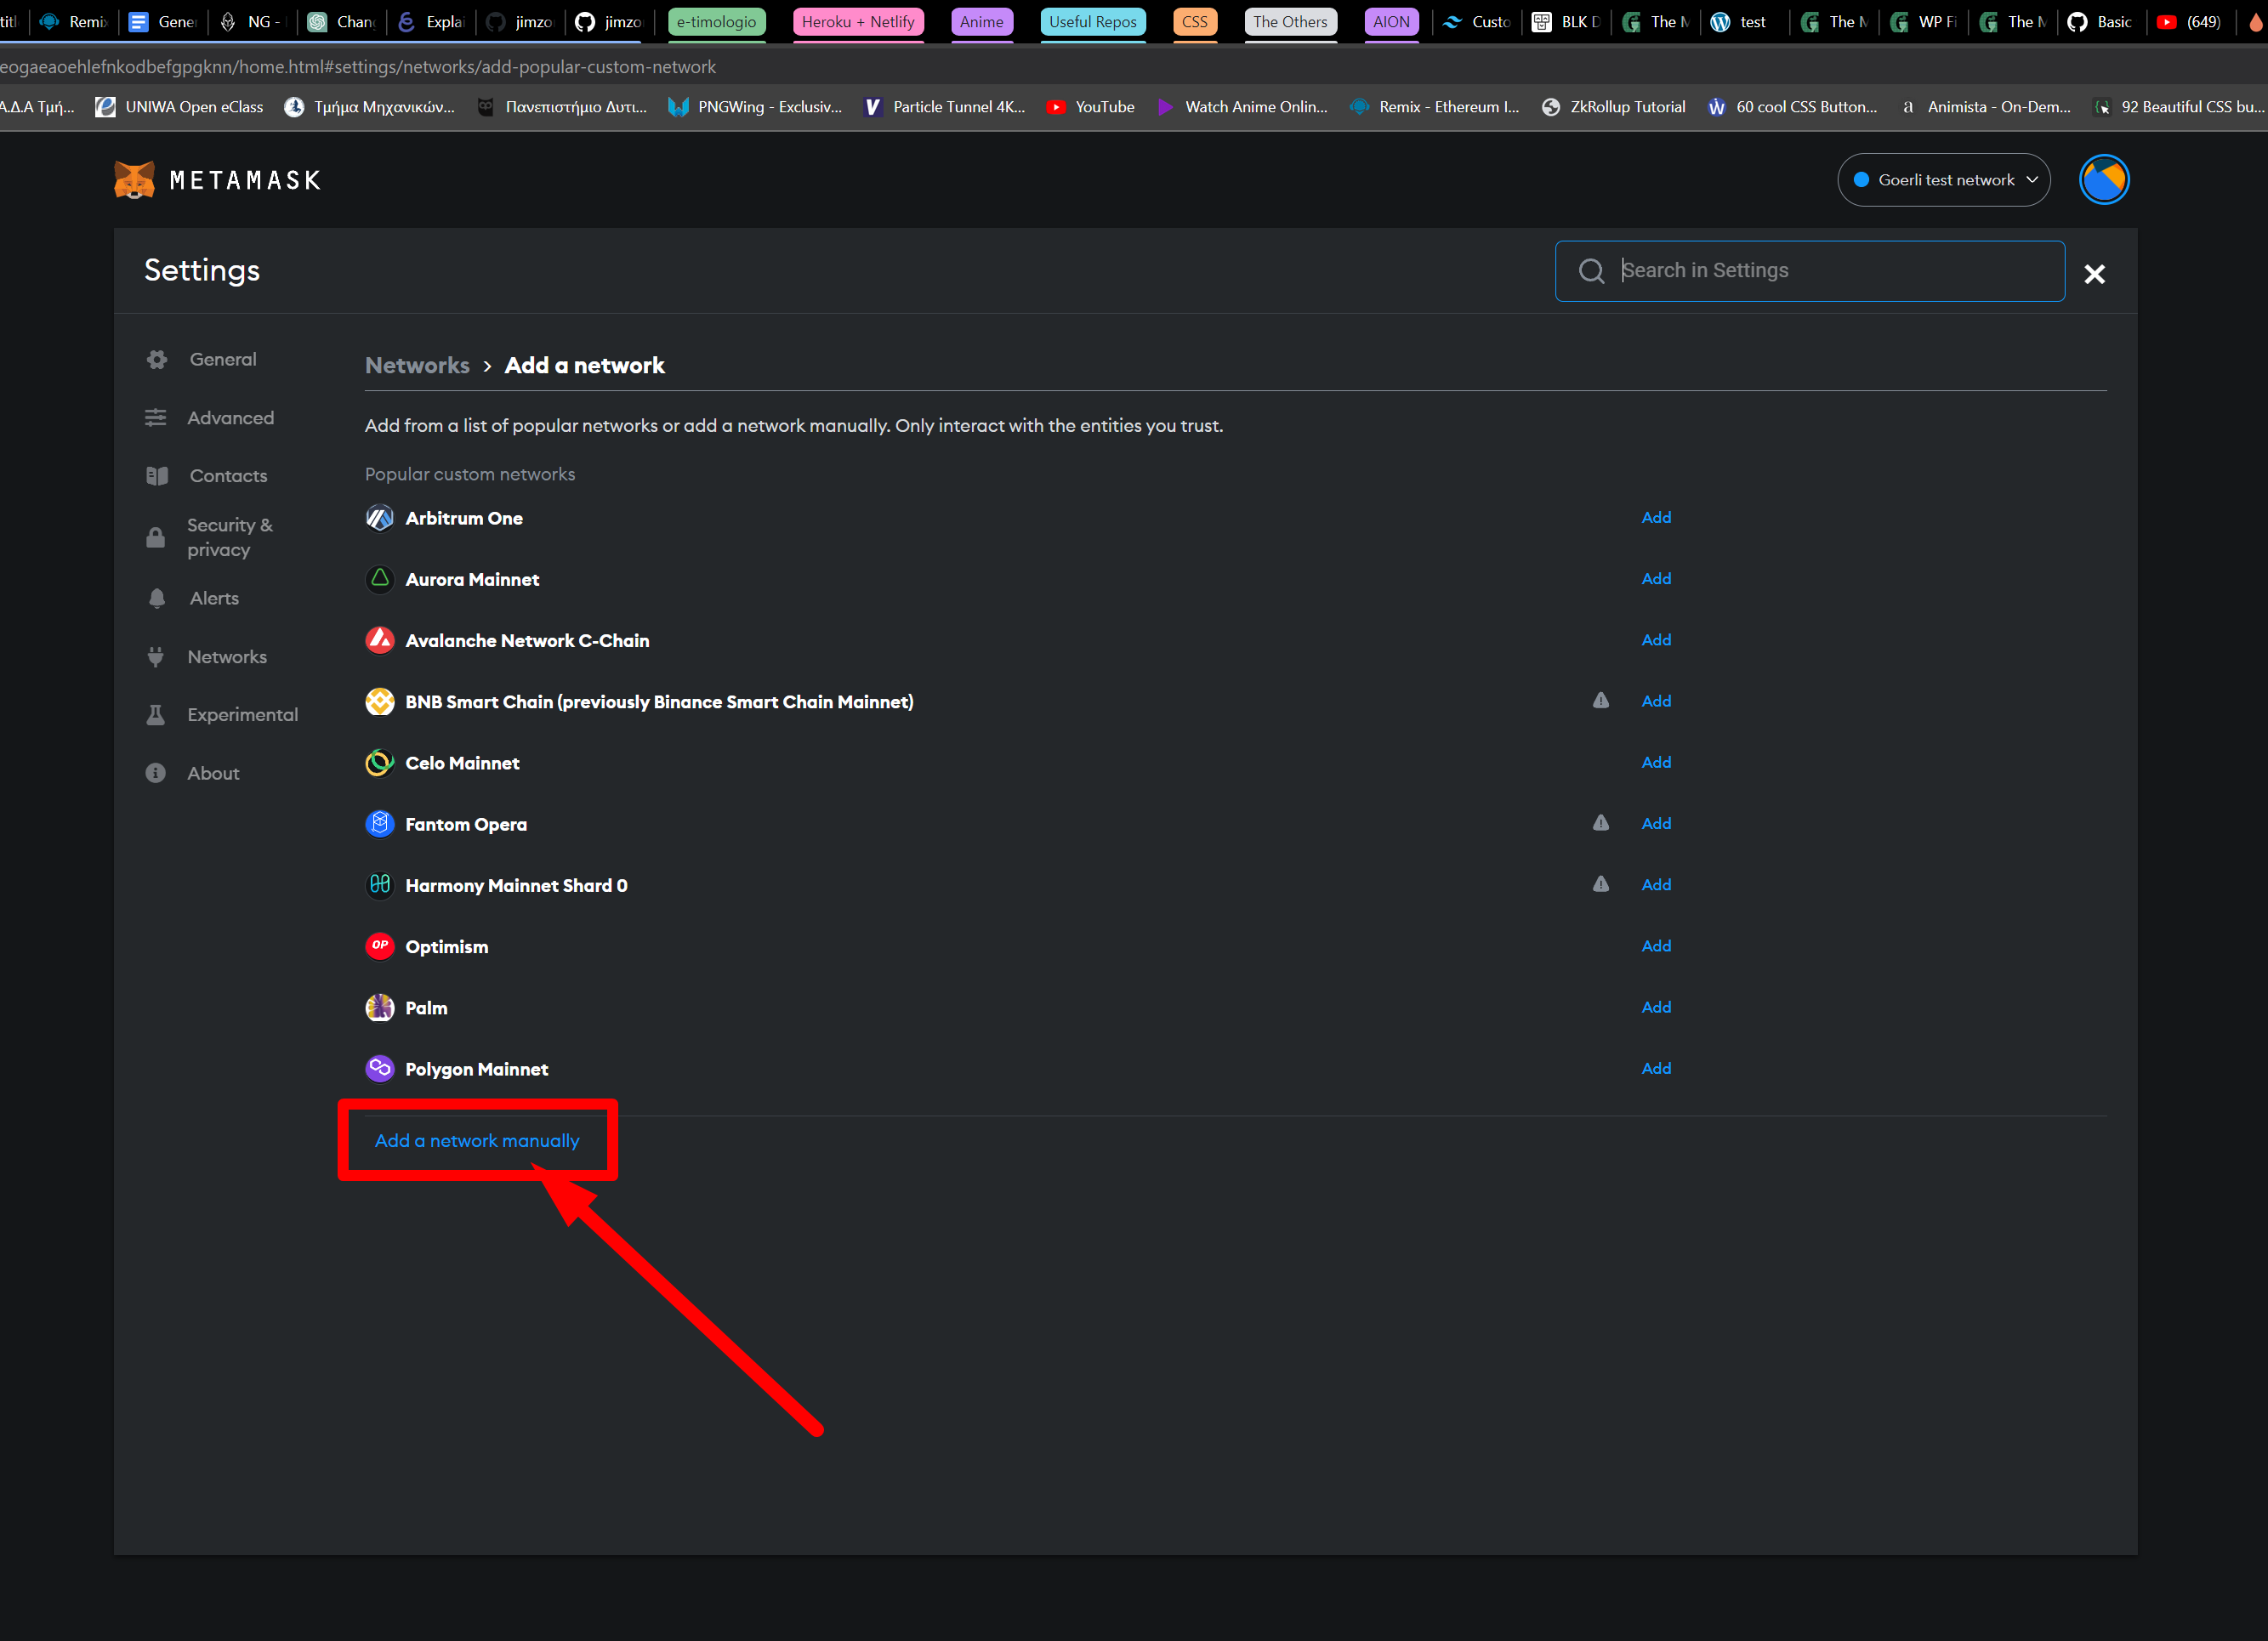 Remix Gene NG - Chang Explai jimzo jimzo e-timologio Heroku + Netlify Anime Useful Repos CSS The Others AION Custo BLK D The M test The M WP Fi The M Basic (649)
eogaeaoehlefnkodbefgpgknn/home.html#settings/networks/add-popular-custom-network
Α.Δ.Α Τμή... UNIWA Open eClass Τμήμα Μηχανικών... Πανεπιστήμιο Δυτι... PNGWing - Exclusiv... Particle Tunnel 4K... YouTube Watch Anime Onlin... Remix - Ethereum I... ZkRollup Tutorial 60 cool CSS Button... Animista - On-Dem... 92 Beautiful CSS bu...
METAMASK
Goerli test network
Settings
Search in Settings
General
Advanced
Contacts
Security &
privacy
Alerts
Networks
Experimental
About
Networks > Add a network
Add from a list of popular networks or add a network manually. Only interact with the entities you trust.
Popular custom networks
Arbitrum One Add
Aurora Mainnet Add
Avalanche Network C-Chain Add
BNB Smart Chain (previously Binance Smart Chain Mainnet) Add
Celo Mainnet Add
Fantom Opera Add
Harmony Mainnet Shard 0 Add
OP Optimism Add
Palm Add
Polygon Mainnet Add
Add a network manually